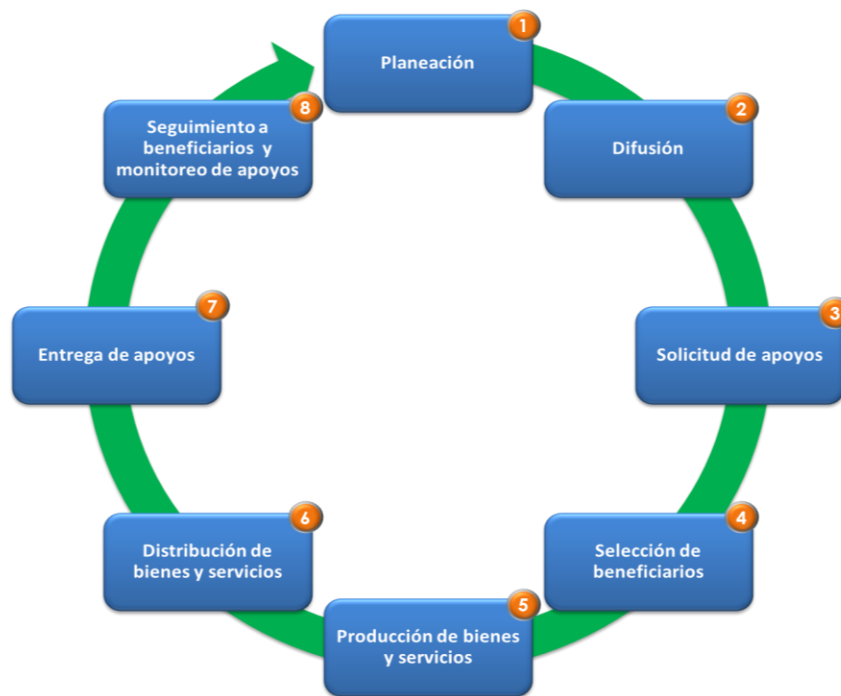 1
Planeación
2
Difusión
3
Solicitud de apoyos
4
Selección de
beneficiarios
5
Producción de bienes
y servicios
6
Distribución de
bienes y servicios
7
Entrega de apoyos
8
Seguimiento a
beneficiarios y
monitoreo de apoyos